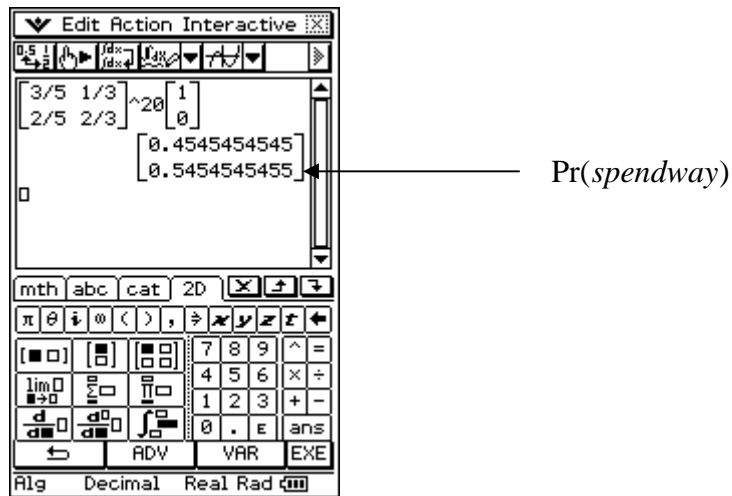 Edit Action Interactive
[3/5 1/3
2/5 2/3]^20[1
0]
[0.4545454545
0.5454545455]
Pr(spendway)
mth abc cat 2D
π θ i ∞ ( ) , ⇒ x y z t
7 8 9 ^ =
4 5 6 × ÷
lim Σ Π
1 2 3 + −
d/d d/d ∫
0 . E ans
ADV VAR EXE
Alg Decimal Real Rad